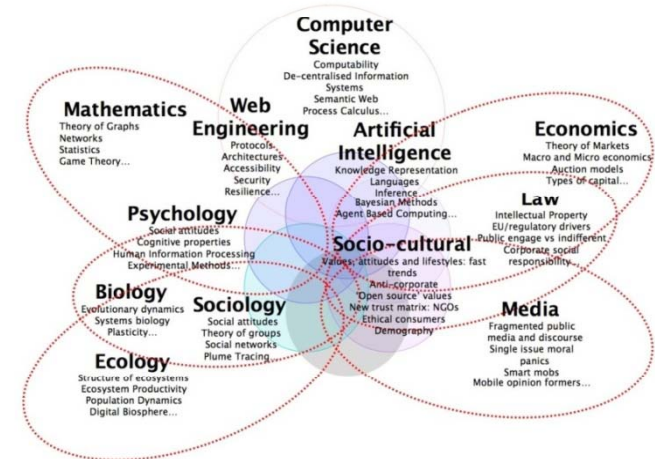 Computer
Science
Computability
De-centralised Information
Systems
Semantic Web
Process Calculus...
Mathematics
Theory of Graphs
Networks
Statistics
Game Theory...
Web
Engineering
Protocols
Architectures
Accessibility
Security
Resilience...
Artificial
Intelligence
Knowledge Representation
Languages
Inference
Bayesian Methods
Agent Based Computing...
Economics
Theory of Markets
Macro and Micro economics
Auction models
Types of capital...
Law
Intellectual Property
EU/regulatory drivers
Public engage vs indifferent
Corporate social
responsibility
Psychology
Social attitudes
Cognitive properties
Human Information Processing
Experimental Methods...
Socio-cultural
Values, attitudes and lifestyles: fast
trends
Anti-corporate
'Open source' values
New trust matrix: NGOs
Ethical consumers
Demography
Biology
Evolutionary dynamics
Systems biology
Plasticity...
Sociology
Social attitudes
Theory of groups
Social networks
Plume Tracing
Media
Fragmented public
media and discourse
Single issue moral
panics
Smart mobs
Mobile opinion formers...
Ecology
Structure of ecosystems
Ecosystem Productivity
Population Dynamics
Digital Biosphere...